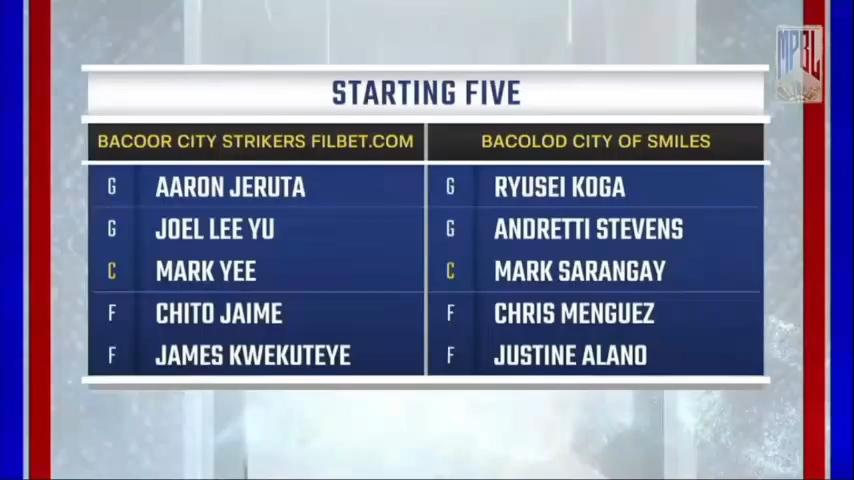 MPBL
STARTING FIVE
BACOOR CITY STRIKERS FILBET.COM
G AARON JERUTA
G JOEL LEE YU
C MARK YEE
F CHITO JAIME
F JAMES KWEKUTEYE
BACOLOD CITY OF SMILES
G RYUSEI KOGA
G ANDRETTI STEVENS
C MARK SARANGAY
F CHRIS MENGUEZ
F JUSTINE ALANO